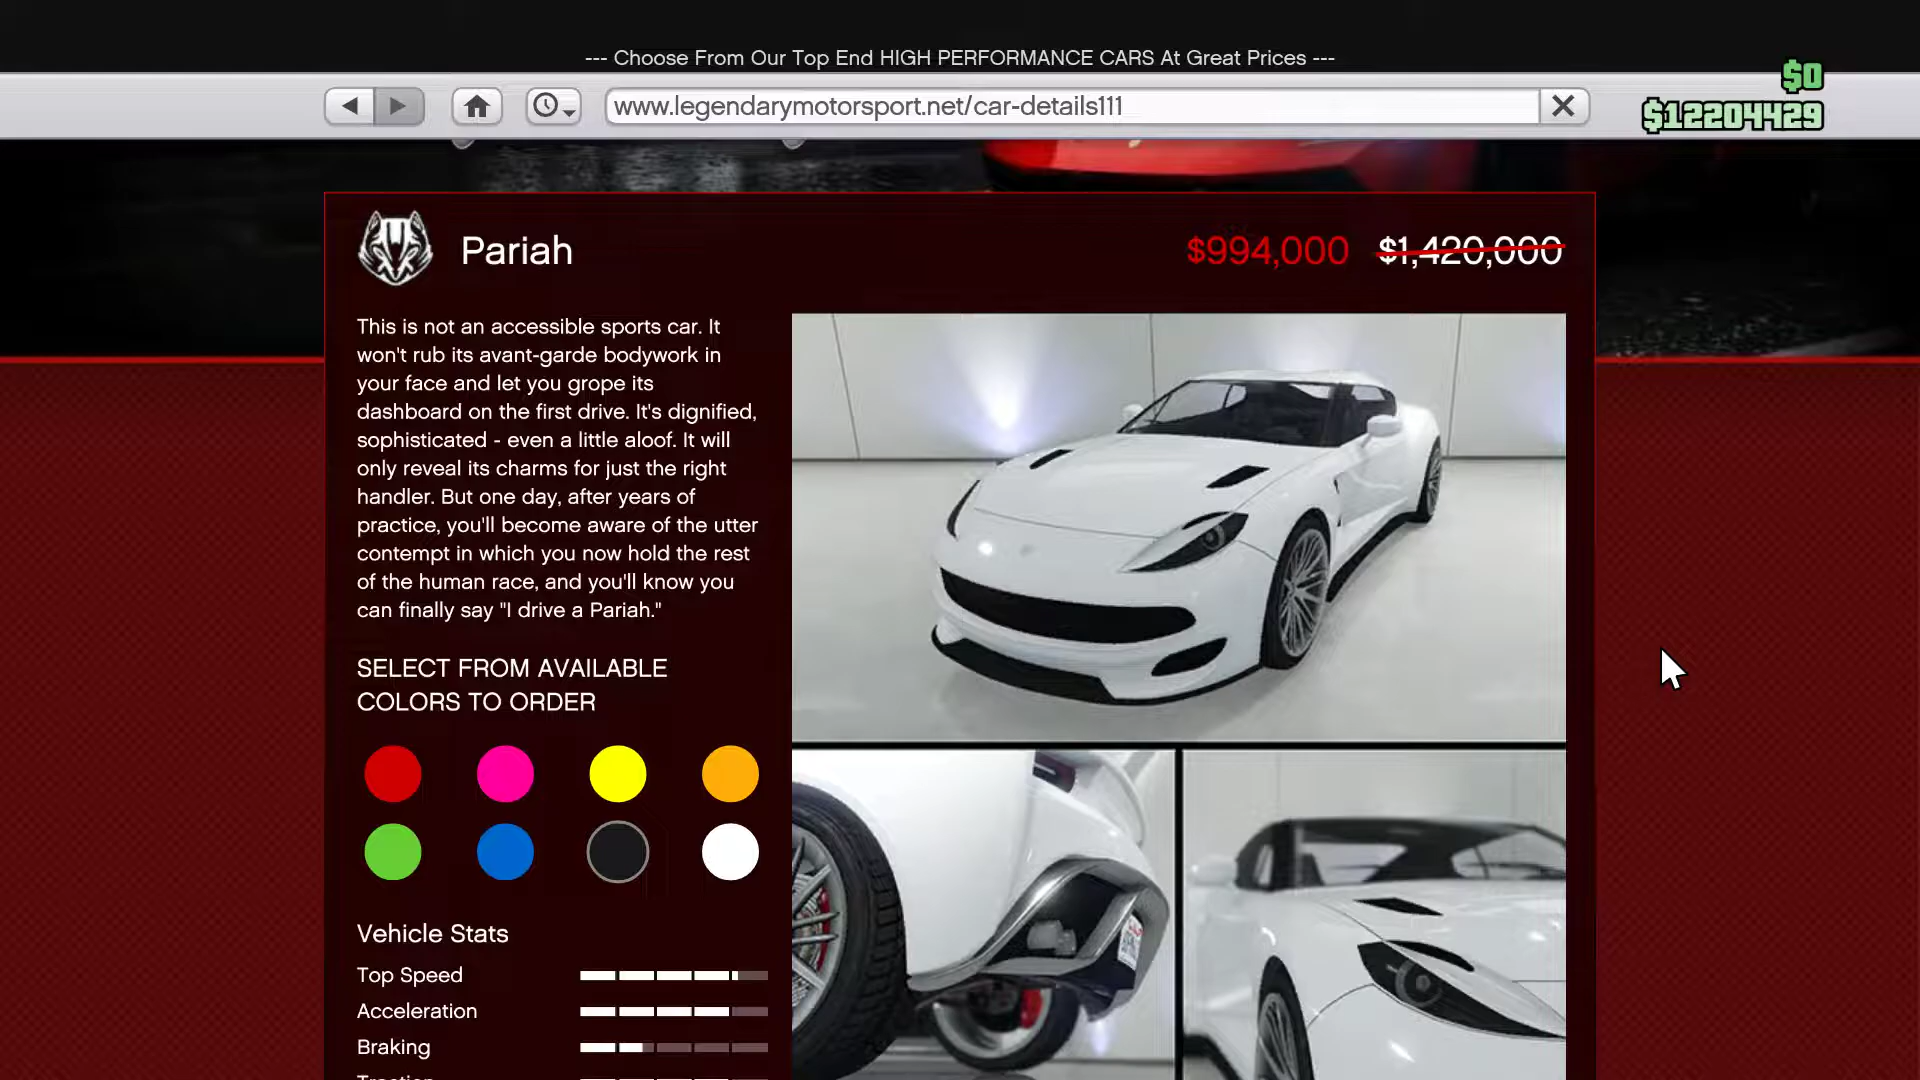 --- Choose From Our Top End HIGH PERFORMANCE CARS At Great Prices ---
$0
www.legendarymotorsport.net/car-details111
$12204429
Pariah
$994,000 $1,420,000
This is not an accessible sports car. It
won't rub its avant-garde bodywork in
your face and let you grope its
dashboard on the first drive. It's dignified,
sophisticated - even a little aloof. It will
only reveal its charms for just the right
handler. But one day, after years of
practice, you'll become aware of the utter
contempt in which you now hold the rest
of the human race, and you'll know you
can finally say "I drive a Pariah."
SELECT FROM AVAILABLE
COLORS TO ORDER
Vehicle Stats
Top Speed
Acceleration
Braking